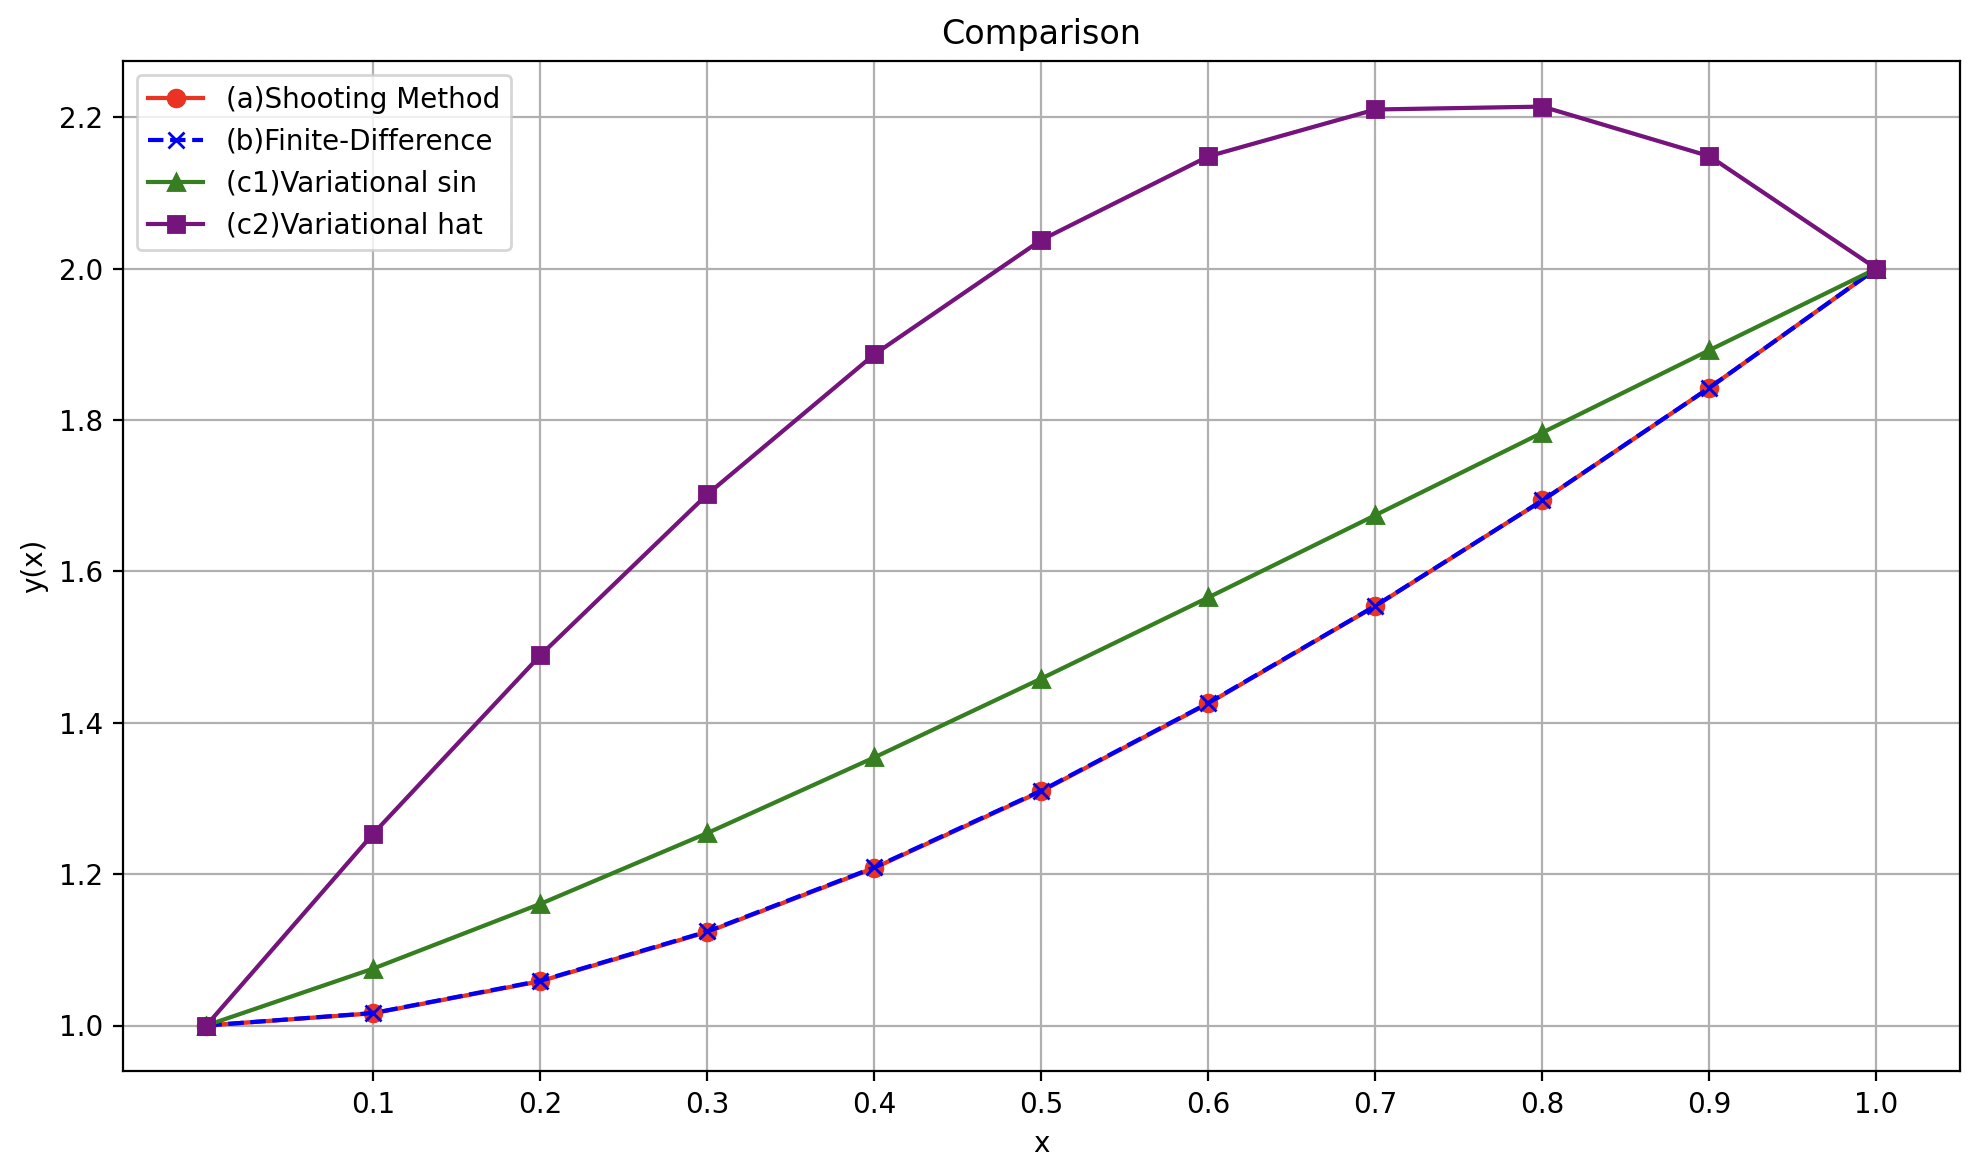 Comparison
(a)Shooting Method
(b)Finite-Difference
(c1)Variational sin
(c2)Variational hat
2.2
2.0
1.8
1.6
1.4
1.2
1.0
y(x)
0.1 0.2 0.3 0.4 0.5 0.6 0.7 0.8 0.9 1.0
x